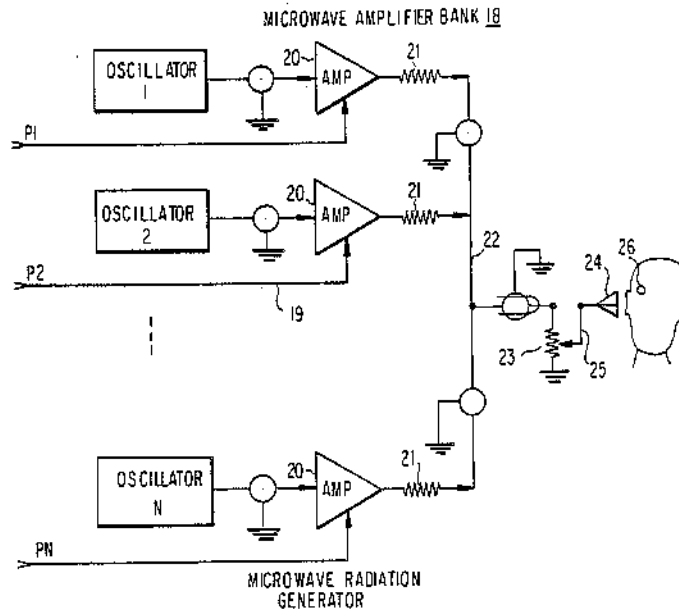 MICROWAVE AMPLIFIER BANK 18
OSCILLATOR
1
20
AMP
21
P1
OSCILLATOR
2
20
AMP
21
22
P2
19
23
24
25
26
OSCILLATOR
N
20
AMP
21
PN
MICROWAVE RADIATION
GENERATOR